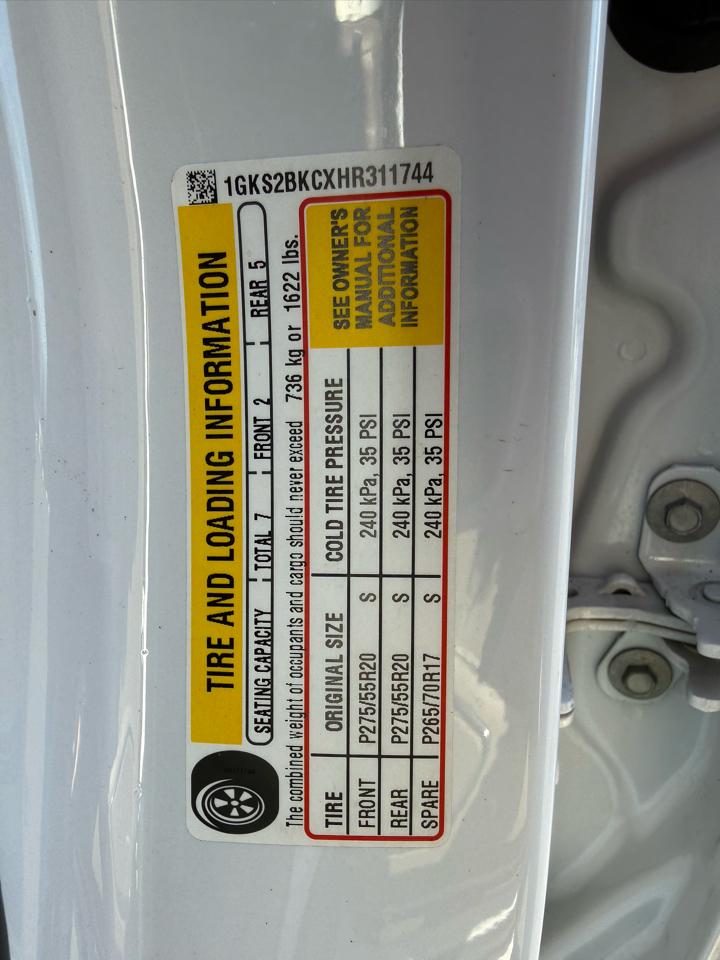 1GKS2BKCXHR311744
TIRE AND LOADING INFORMATION
SEATING CAPACITY TOTAL 7 FRONT 2 REAR 5
The combined weight of occupants and cargo should never exceed 736 kg or 1622 lbs.
TIRE ORIGINAL SIZE COLD TIRE PRESSURE
FRONT P275/55R20 S 240 kPa, 35 PSI
REAR P275/55R20 S 240 kPa, 35 PSI
SPARE P265/70R17 S 240 kPa, 35 PSI
SEE OWNER'S
MANUAL FOR
ADDITIONAL
INFORMATION